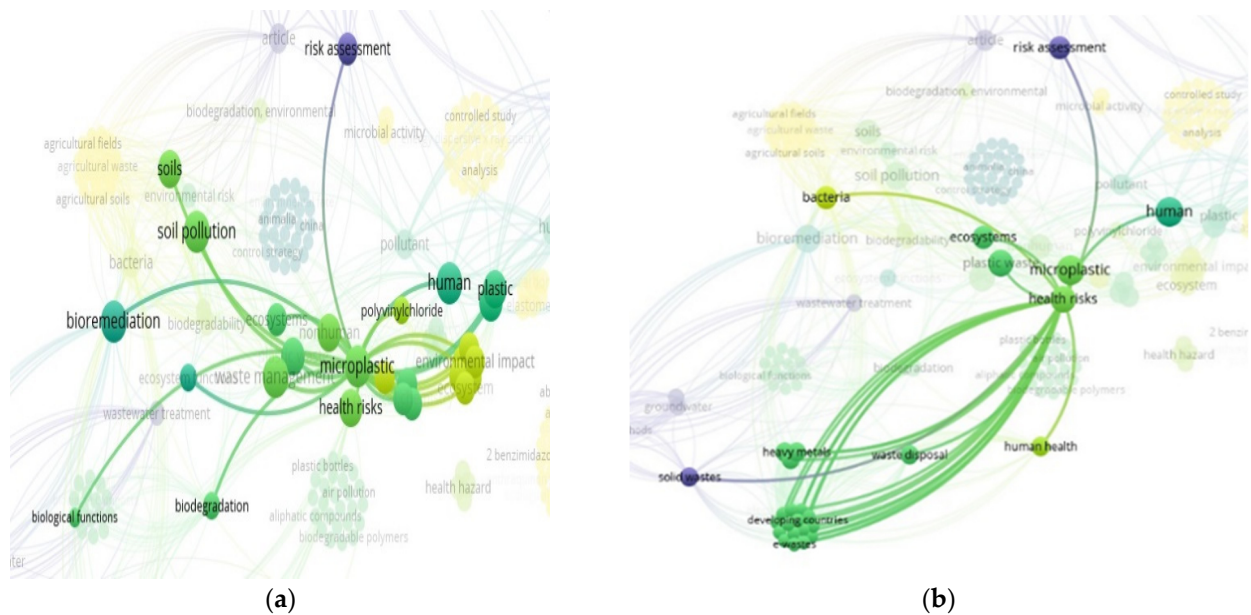 article
risk assessment
biodegradation, environmental
controlled study
microbial activity
agricultural fields
analysis
soils
agricultural waste
agricultural soils
environmental risk
animalia
china
soil pollution
control strategy
pollutant
bacteria
human
plastic
polyvinylchloride
bioremediation
ecosystems
biodegradability
nonhuman
microplastic
environmental impact
ecosystem functions
waste management
ecosystem
health risks
wastewater treatment
plastic bottles
2 benzimidazo
air pollution
health hazard
biodegradation
aliphatic compounds
biological functions
biodegradable polymers
(a)
article
risk assessment
biodegradation, environmental
controlled study
microbial activity
agricultural fields
soils
agricultural waste
analysis
environmental risk
agricultural soils
animalia
china
soil pollution
control strategy
pollutant
bacteria
human
plastic
polyvinylchloride
bioremediation
ecosystems
biodegradability
plastic waste
microplastic
environmental impa
ecosystem
health risks
wastewater treatment
plastic bottles
2 benzimidazo
air pollution
health hazard
biodegradation
aliphatic compounds
biological functions
biodegradable polymers
groundwater
human health
heavy metals
waste disposal
solid wastes
developing countries
e-wastes
(b)